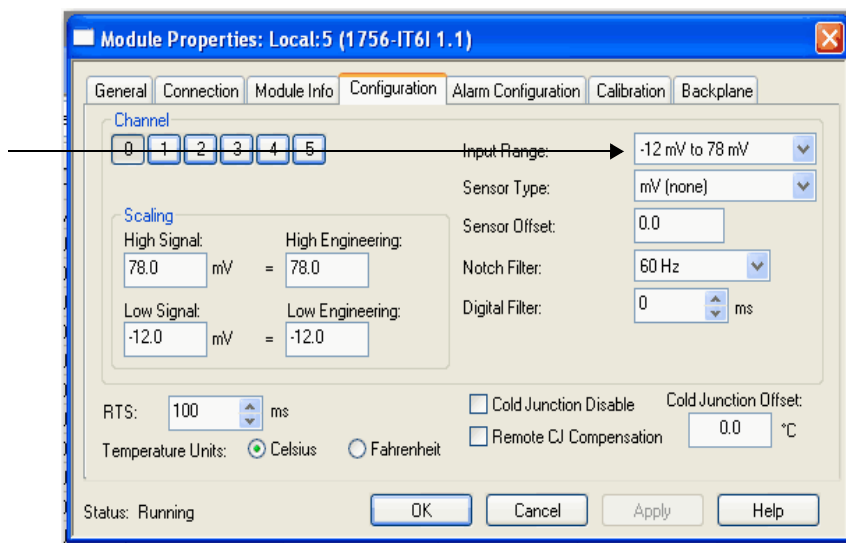 Module Properties: Local:5 (1756-IT6I 1.1)
General Connection Module Info Configuration Alarm Configuration Calibration Backplane
Channel
0 1 2 3 4 5
Input Range: -12 mV to 78 mV
Sensor Type: mV (none)
Sensor Offset: 0.0
Notch Filter: 60 Hz
Digital Filter: 0 ms
Scaling
High Signal: High Engineering:
78.0 mV = 78.0
Low Signal: Low Engineering:
-12.0 mV = -12.0
RTS: 100 ms
Temperature Units: Celsius Fahrenheit
Cold Junction Disable
Remote CJ Compensation
Cold Junction Offset:
0.0 °C
Status: Running
OK Cancel Apply Help